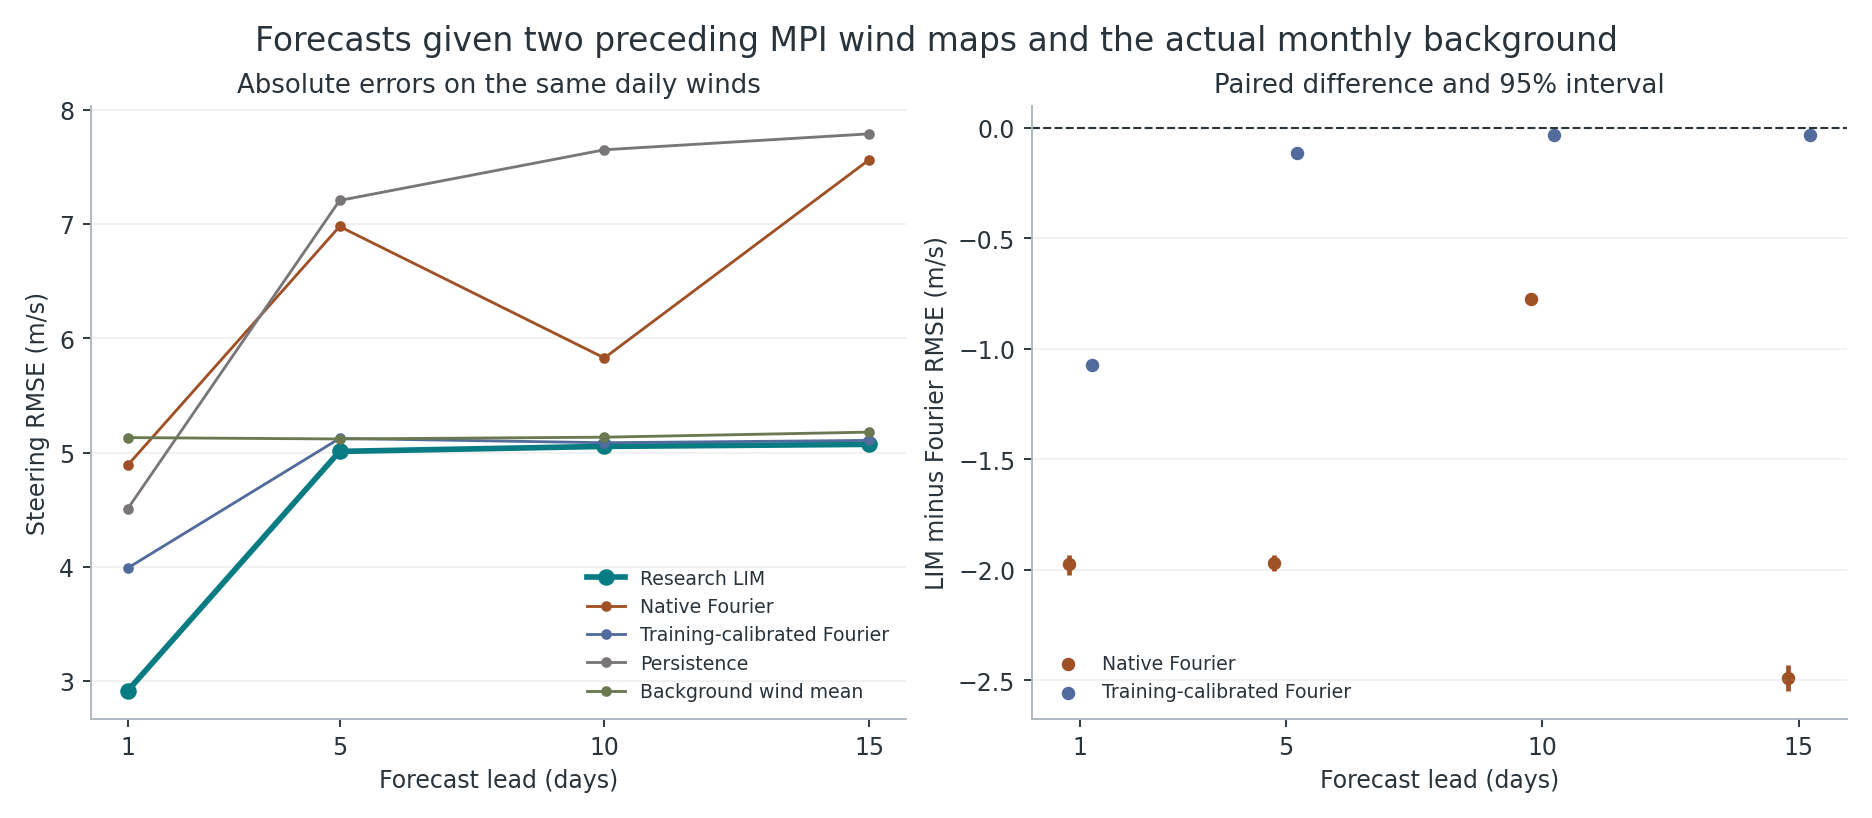 Forecasts given two preceding MPI wind maps and the actual monthly background
Absolute errors on the same daily winds
Steering RMSE (m/s)
8
7
6
5
4
3
1
5
10
15
Forecast lead (days)
Research LIM
Native Fourier
Training-calibrated Fourier
Persistence
Background wind mean
Paired difference and 95% interval
LIM minus Fourier RMSE (m/s)
0.0
−0.5
−1.0
−1.5
−2.0
−2.5
1
5
10
15
Forecast lead (days)
Native Fourier
Training-calibrated Fourier